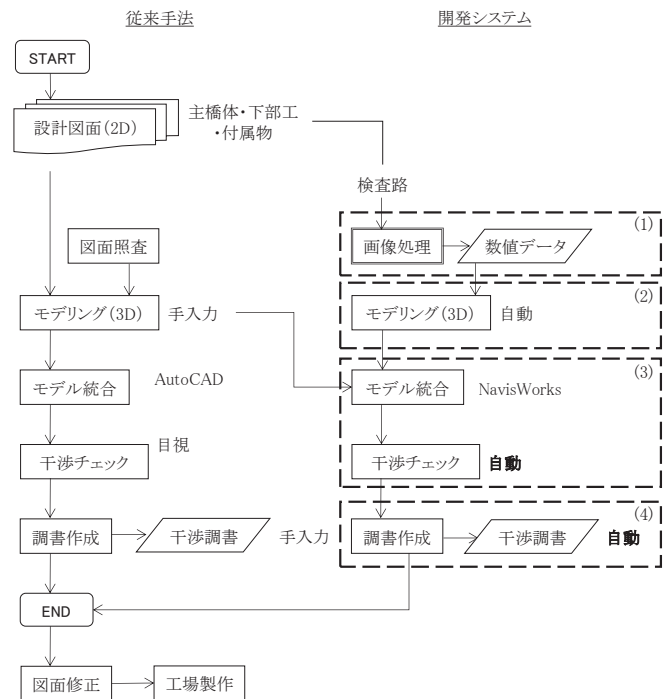 従来手法
開発システム
START
設計図面(2D)
主橋体・下部工
・付属物
検査路
(1)
画像処理
数値データ
図面照査
(2)
モデリング(3D)
手入力
モデリング(3D)
自動
(3)
モデル統合
AutoCAD
モデル統合
NavisWorks
目視
干渉チェック
干渉チェック
自動
(4)
調書作成
干渉調書
手入力
調書作成
干渉調書
自動
END
図面修正
工場製作